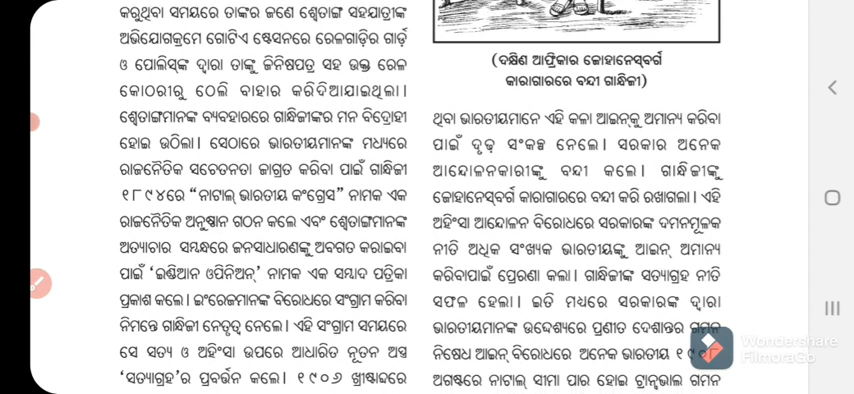 କରୁଥିବା ସମୟରେ ତାଙ୍କର ଜଣେ ଶ୍ୱେତାଙ୍ଗ ସହଯାତ୍ରୀଙ୍କ
ଅଭିଯୋଗକ୍ରମେ ଗୋଟିଏ ଷ୍ଟେସନରେ ରେଳଗାଡ଼ିର ଗାର୍ଡ଼
ଓ ପୋଲିସ୍‌ଙ୍କ ଦ୍ୱାରା ତାଙ୍କୁ ଜିନିଷପତ୍ର ସହ ଉକ୍ତ ରେଳ
କୋଠରୀରୁ ଠେଲି ବାହାର କରିଦିଆଯାଇଥିଲା।
ଶ୍ୱେତାଙ୍ଗମାନଙ୍କ ବ୍ୟବହାରରେ ଗାନ୍ଧିଜୀଙ୍କର ମନ ବିଦ୍ରୋହୀ
ହୋଇ ଉଠିଲା। ସେଠାରେ ଭାରତୀୟମାନଙ୍କ ମଧ୍ୟରେ
ରାଜନୈତିକ ସଚେତନତା ଜାଗ୍ରତ କରିବା ପାଇଁ ଗାନ୍ଧିଜୀ
୧୮୯୪ରେ “ନାଟାଲ୍ ଭାରତୀୟ କଂଗ୍ରେସ” ନାମକ ଏକ
ରାଜନୈତିକ ଅନୁଷ୍ଠାନ ଗଠନ କଲେ ଏବଂ ଶ୍ୱେତାଙ୍ଗମାନଙ୍କ
ଅତ୍ୟାଚାର ସମ୍ବନ୍ଧରେ ଜନସାଧାରଣଙ୍କୁ ଅବଗତ କରାଇବା
ପାଇଁ ‘ଇଣ୍ଡିଆନ ଓପିନିଅନ୍’ ନାମକ ଏକ ସମ୍ବାଦ ପତ୍ରିକା
ପ୍ରକାଶ କଲେ। ଇଂରେଜମାନଙ୍କ ବିରୋଧରେ ସଂଗ୍ରାମ କରିବା
ନିମନ୍ତେ ଗାନ୍ଧିଜୀ ନେତୃତ୍ୱ ନେଲେ। ଏହି ସଂଗ୍ରାମ ସମୟରେ
ସେ ସତ୍ୟ ଓ ଅହିଂସା ଉପରେ ଆଧାରିତ ନୂତନ ଅସ୍ତ୍ର
‘ସତ୍ୟାଗ୍ରହ’ର ପ୍ରବର୍ତ୍ତନ କଲେ। ୧୯୦୬ ଖ୍ରୀଷ୍ଟାବ୍ଦରେ
(ଦକ୍ଷିଣ ଆଫ୍ରିକାର ଜୋହାନେସ୍‌ବର୍ଗ
କାରାଗାରରେ ବନ୍ଦୀ ଗାନ୍ଧିଜୀ)
ଥିବା ଭାରତୀୟମାନେ ଏହି କଳା ଆଇନ୍‌କୁ ଅମାନ୍ୟ କରିବା
ପାଇଁ ଦୃଢ଼ ସଂକଳ୍ପ ନେଲେ। ସରକାର ଅନେକ
ଆନ୍ଦୋଳନକାରୀଙ୍କୁ ବନ୍ଦୀ କଲେ। ଗାନ୍ଧିଜୀଙ୍କୁ
ଜୋହାନେସ୍‌ବର୍ଗ କାରାଗାରରେ ବନ୍ଦୀ କରି ରଖାଗଲା। ଏହି
ଅହିଂସା ଆନ୍ଦୋଳନ ବିରୋଧରେ ସରକାରଙ୍କ ଦମନମୂଳକ
ନୀତି ଅଧିକ ସଂଖ୍ୟକ ଭାରତୀୟଙ୍କୁ ଆଇନ୍ ଅମାନ୍ୟ
କରିବାପାଇଁ ପ୍ରେରଣା କଲା। ଗାନ୍ଧିଜୀଙ୍କ ସତ୍ୟାଗ୍ରହ ନୀତି
ସଫଳ ହେଲା। ଇତି ମଧ୍ୟରେ ସରକାରଙ୍କ ଦ୍ୱାରା
ଭାରତୀୟମାନଙ୍କ ଉଦ୍ଦେଶ୍ୟରେ ପ୍ରଣୀତ ଦେଶାନ୍ତର ଗମନ
ନିଷେଧ ଆଇନ୍ ବିରୋଧରେ ଅନେକ ଭାରତୀୟ
ଅଗଷ୍ଟରେ ନାଟାଲ୍ ସୀମା ପାର ହୋଇ ଟ୍ରାନ୍ସଭାଲ ଗମନ
Wondershare
FilmoraGo